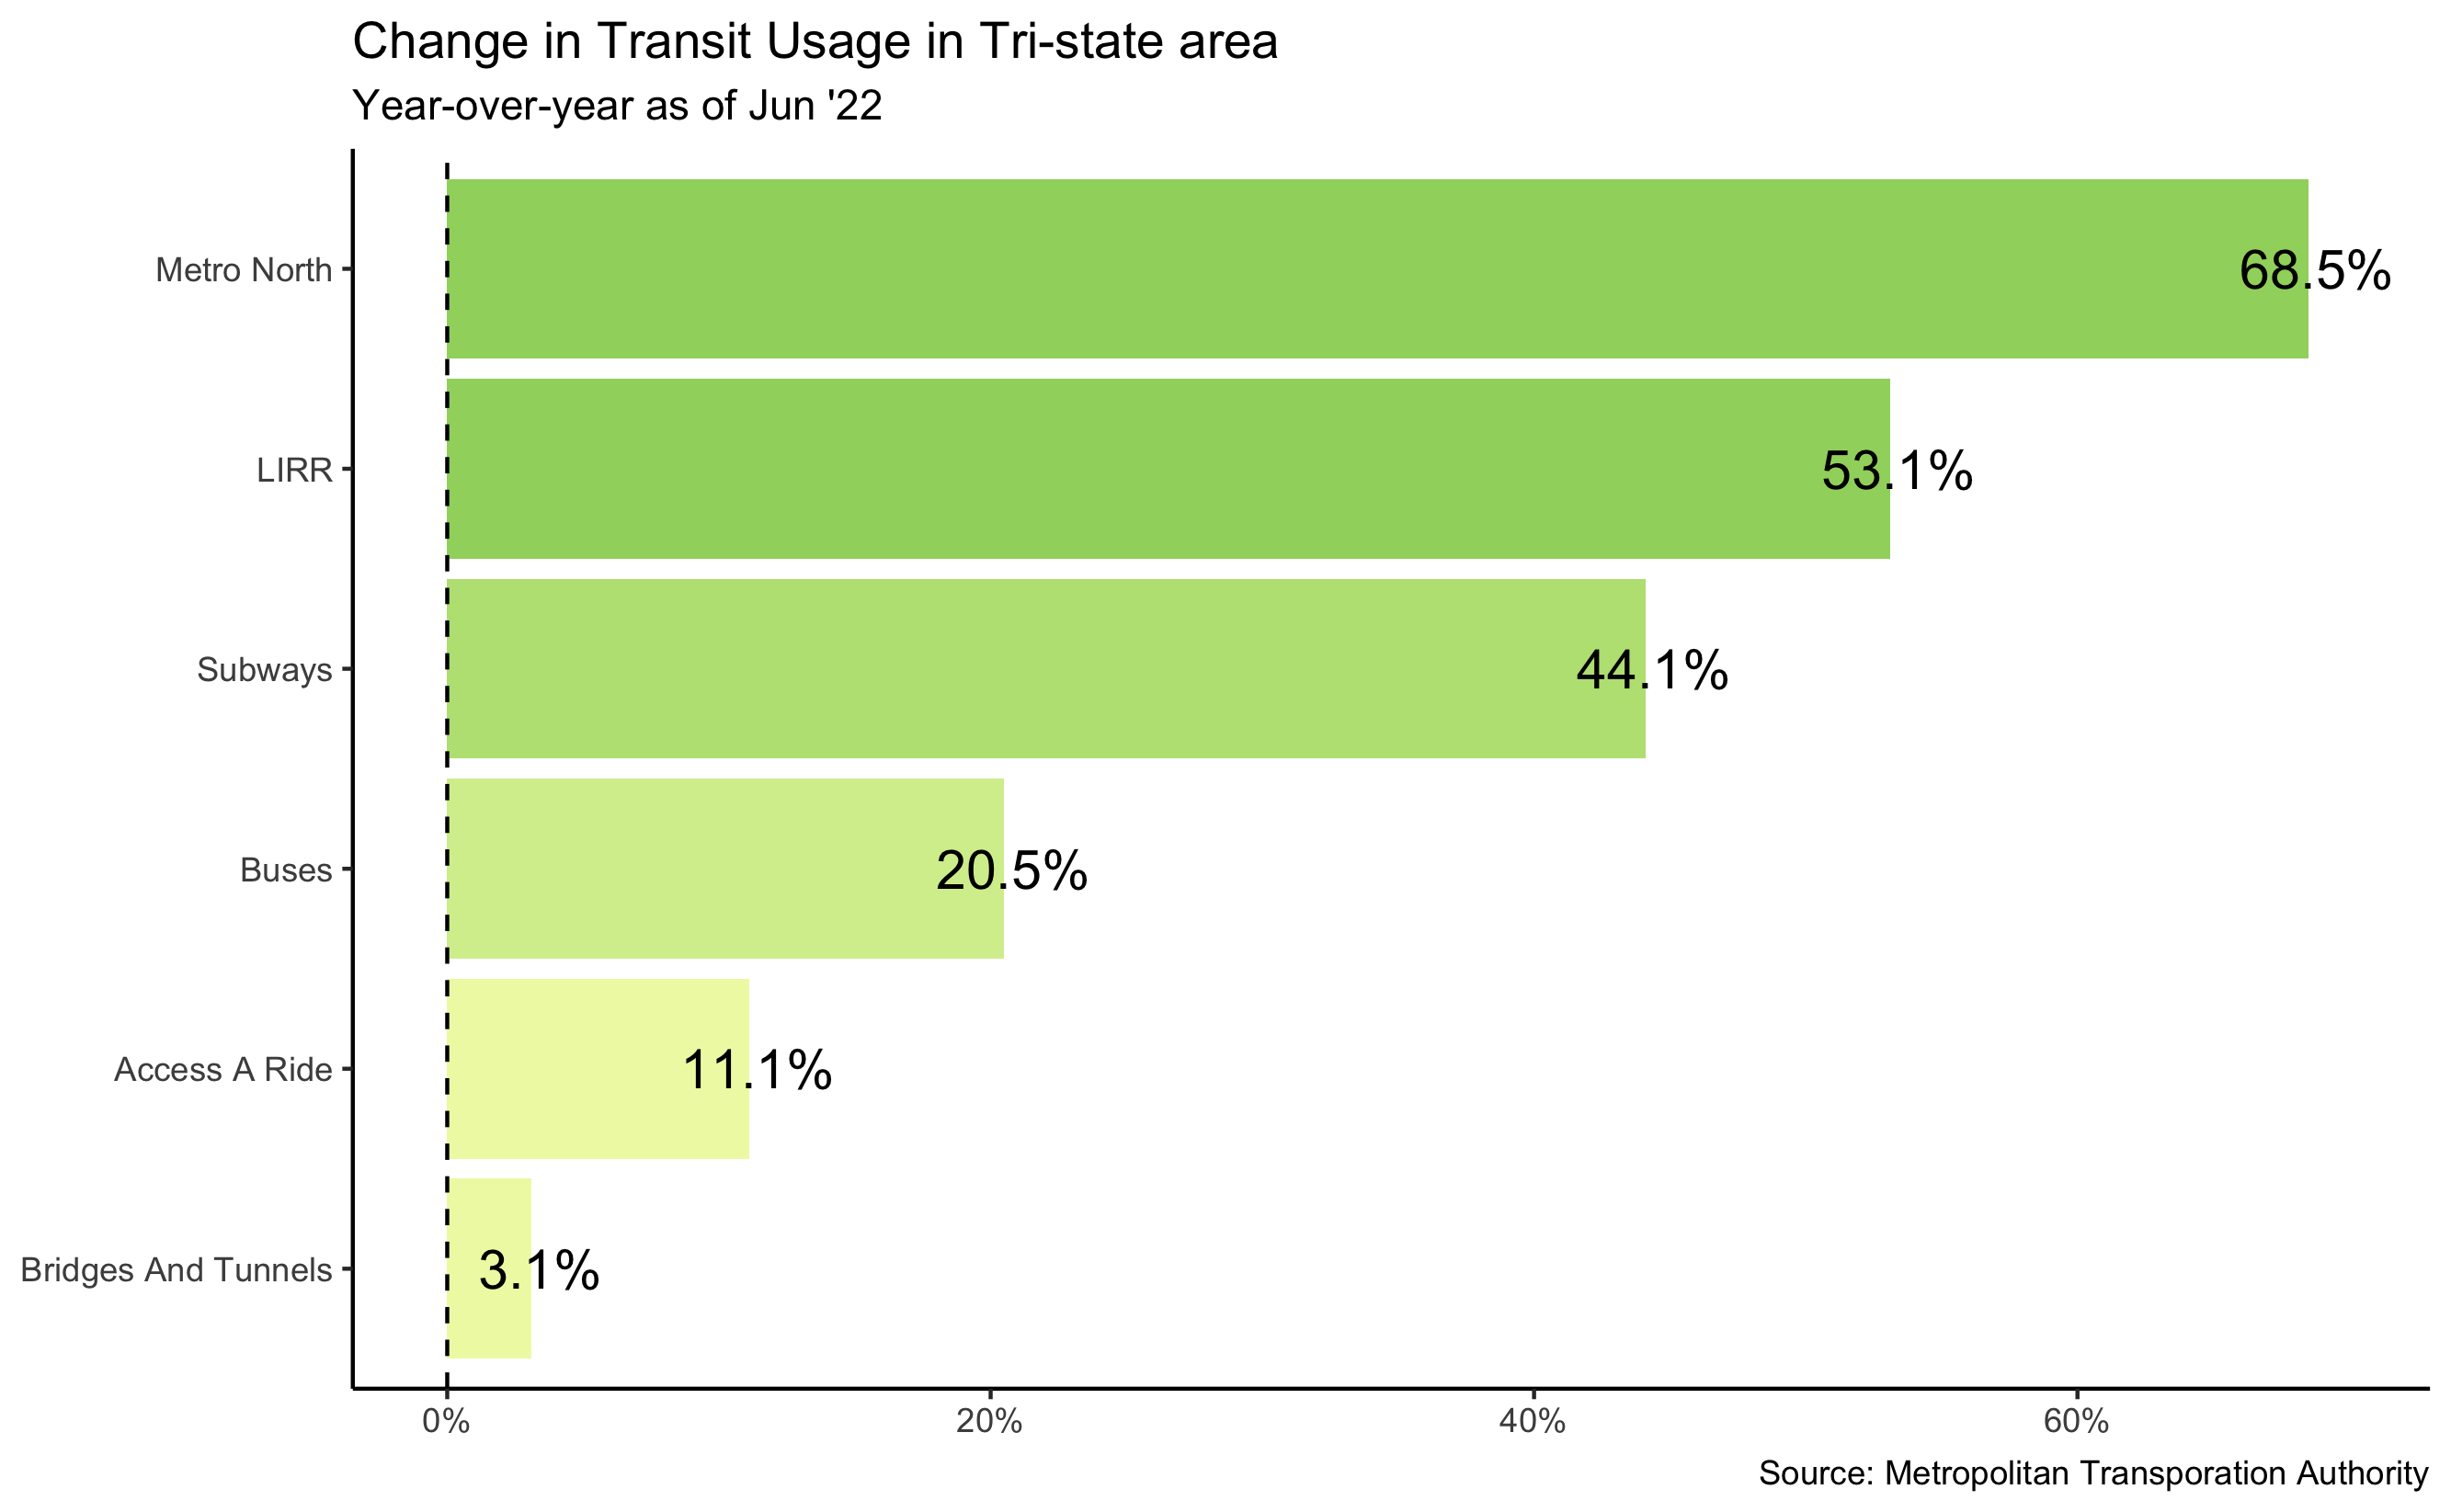 Change in Transit Usage in Tri-state area
Year-over-year as of Jun '22
Metro North
68.5%
LIRR
53.1%
Subways
44.1%
Buses
20.5%
Access A Ride
11.1%
Bridges And Tunnels
3.1%
0% 20% 40% 60%
Source: Metropolitan Transporation Authority